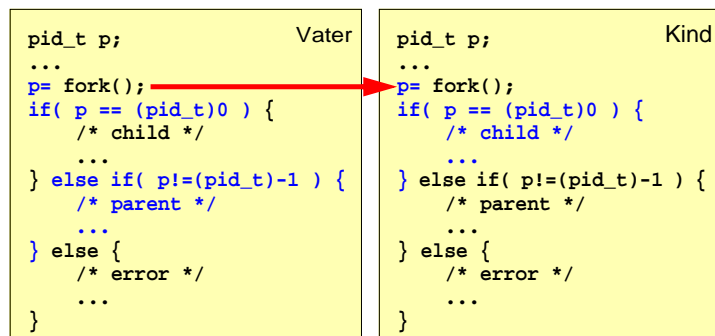 Vater
pid_t p;
...
p= fork();
if( p == (pid_t)0 ) {
/* child */
...
} else if( p!=(pid_t)-1 ) {
/* parent */
...
} else {
/* error */
...
}
Kind
pid_t p;
...
p= fork();
if( p == (pid_t)0 ) {
/* child */
...
} else if( p!=(pid_t)-1 ) {
/* parent */
...
} else {
/* error */
...
}